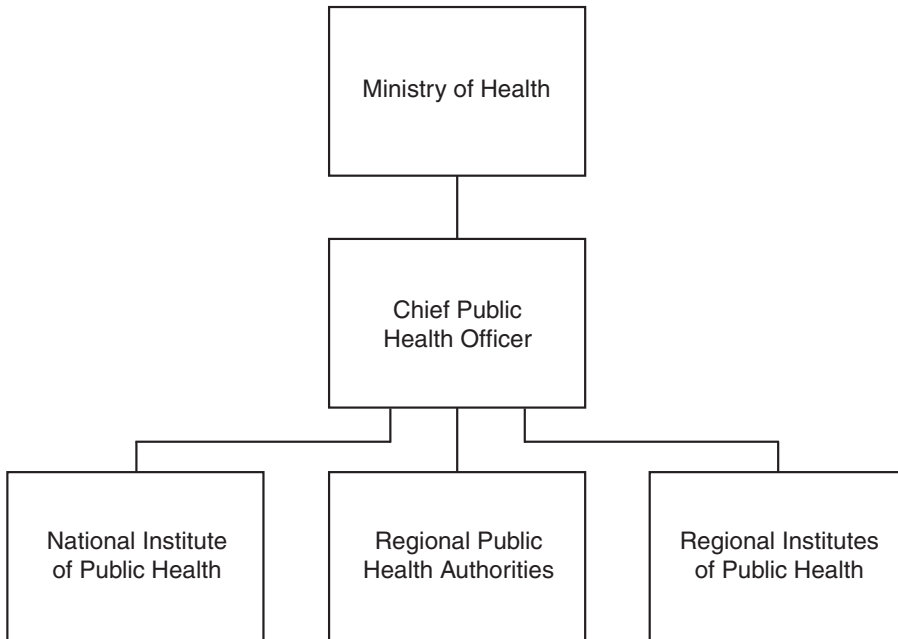 Ministry of Health
Chief Public
Health Officer
National Institute
of Public Health
Regional Public
Health Authorities
Regional Institutes
of Public Health